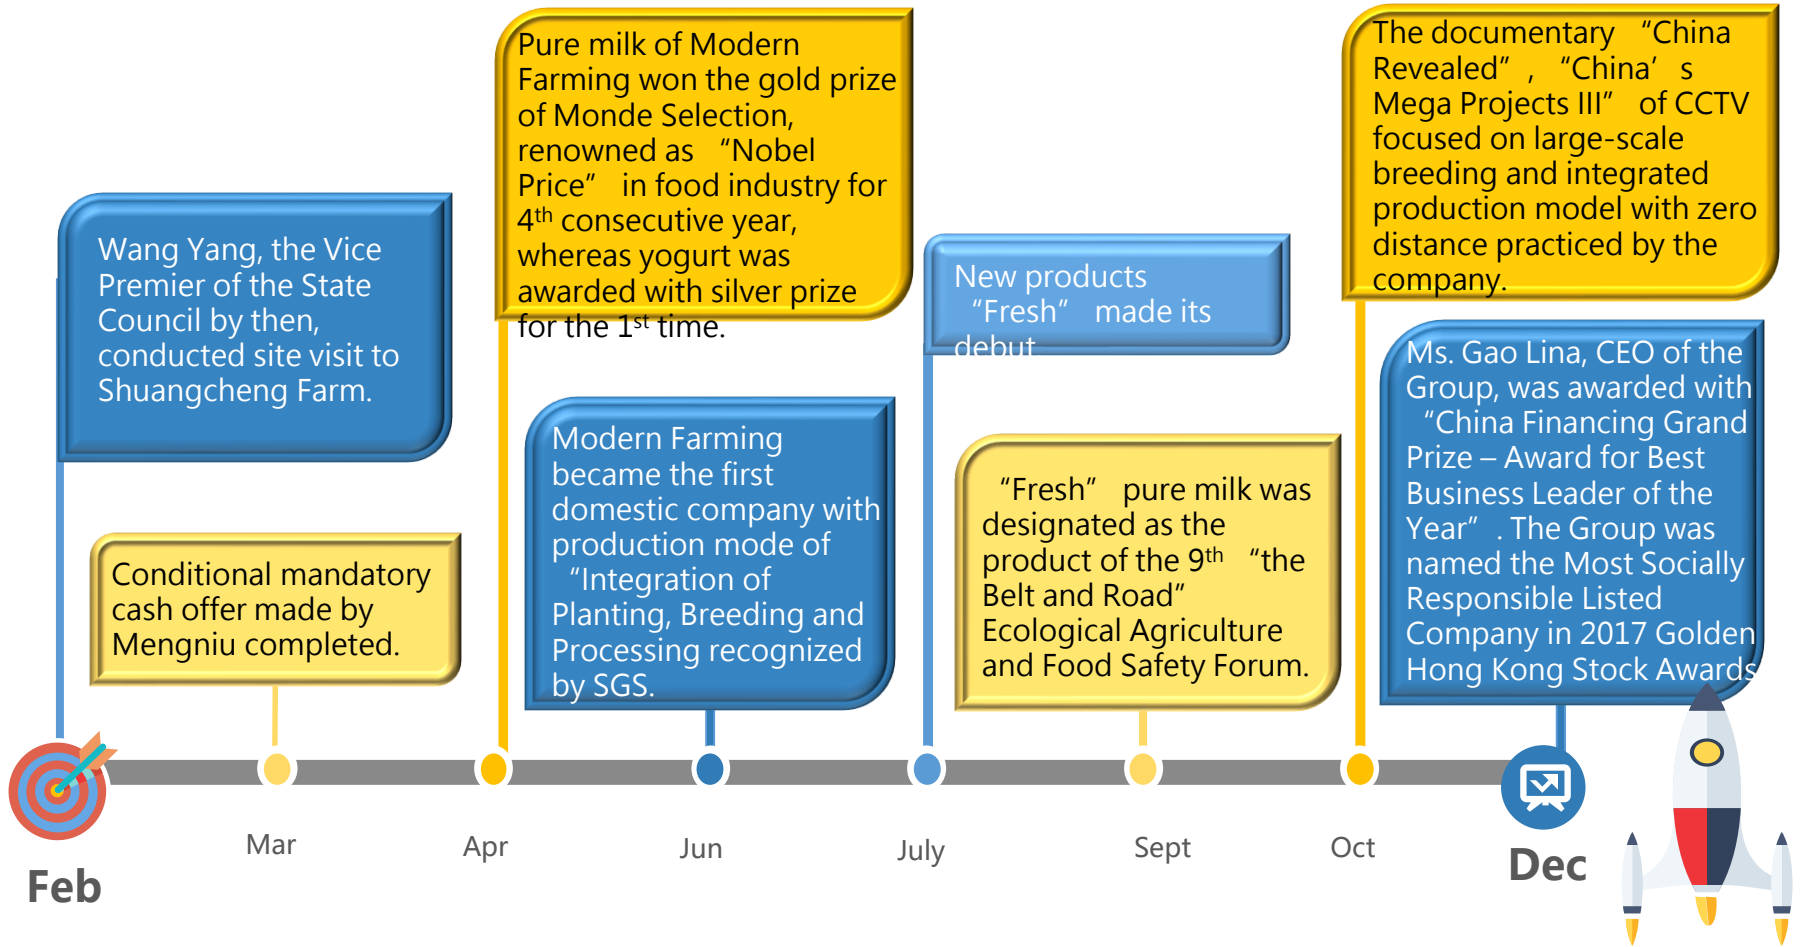 Wang Yang, the Vice
Premier of the State
Council by then,
conducted site visit to
Shuangcheng Farm.
Conditional mandatory
cash offer made by
Mengniu completed.
Pure milk of Modern
Farming won the gold prize
of Monde Selection,
renowned as “Nobel
Price” in food industry for
4th consecutive year,
whereas yogurt was
awarded with silver prize
for the 1st time.
Modern Farming
became the first
domestic company with
production mode of
“Integration of
Planting, Breeding and
Processing recognized
by SGS.
New products
“Fresh” made its
debut
“Fresh” pure milk was
designated as the
product of the 9th “the
Belt and Road”
Ecological Agriculture
and Food Safety Forum.
The documentary “China
Revealed”, “China’s
Mega Projects III” of CCTV
focused on large-scale
breeding and integrated
production model with zero
distance practiced by the
company.
Ms. Gao Lina, CEO of the
Group, was awarded with
“China Financing Grand
Prize – Award for Best
Business Leader of the
Year”. The Group was
named the Most Socially
Responsible Listed
Company in 2017 Golden
Hong Kong Stock Awards
Feb
Mar
Apr
Jun
July
Sept
Oct
Dec